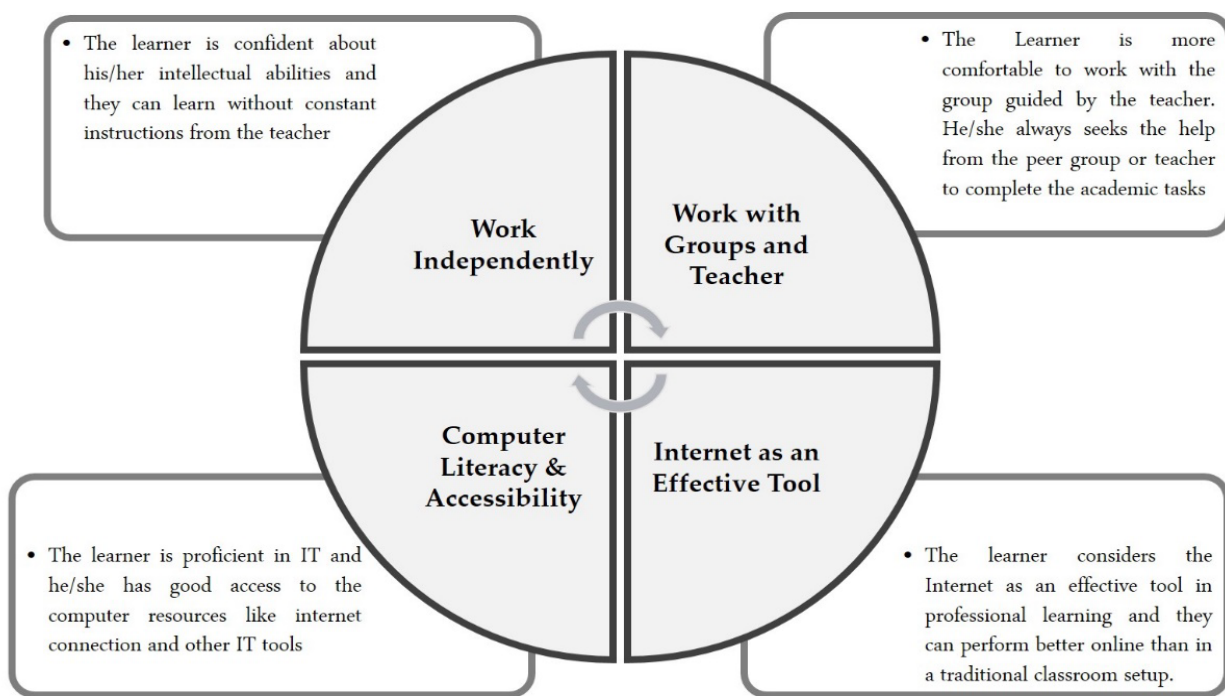 • The learner is confident about
his/her intellectual abilities and
they can learn without constant
instructions from the teacher
• The Learner is more
comfortable to work with the
group guided by the teacher.
He/she always seeks the help
from the peer group or teacher
to complete the academic tasks
Work
Independently
Work with
Groups and
Teacher
Computer
Literacy &
Accessibility
Internet as an
Effective Tool
• The learner is proficient in IT and
he/she has good access to the
computer resources like internet
connection and other IT tools
• The learner considers the
Internet as an effective tool in
professional learning and they
can perform better online than in
a traditional classroom setup.